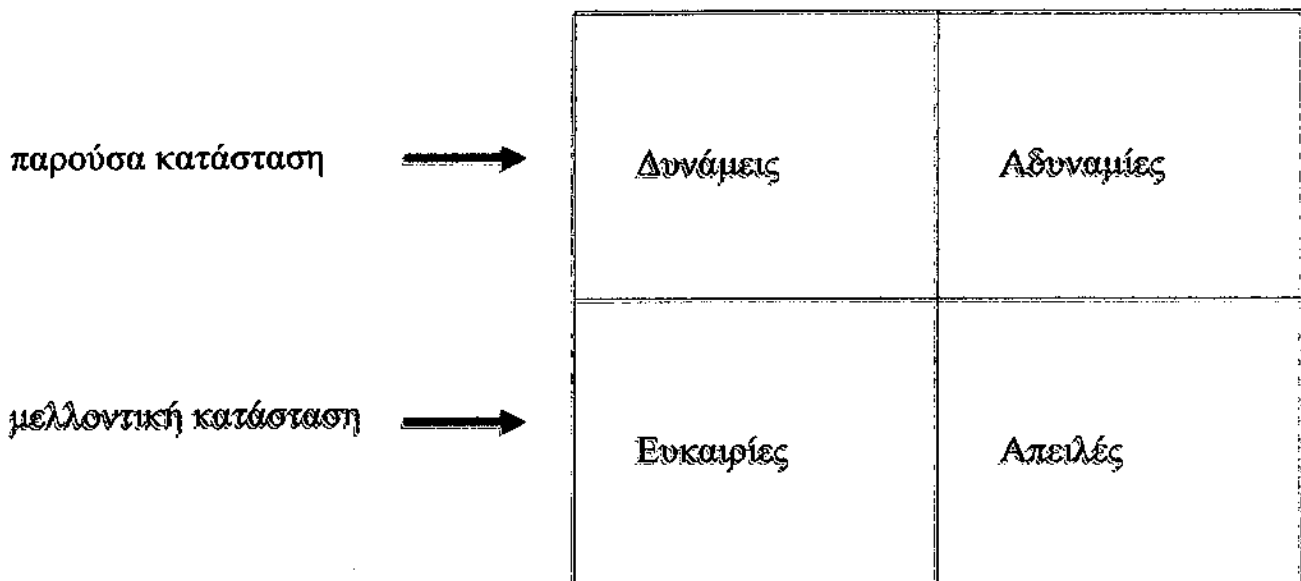 παρούσα κατάσταση
Δυνάμεις
Αδυναμίες
μελλοντική κατάσταση
Ευκαιρίες
Απειλές